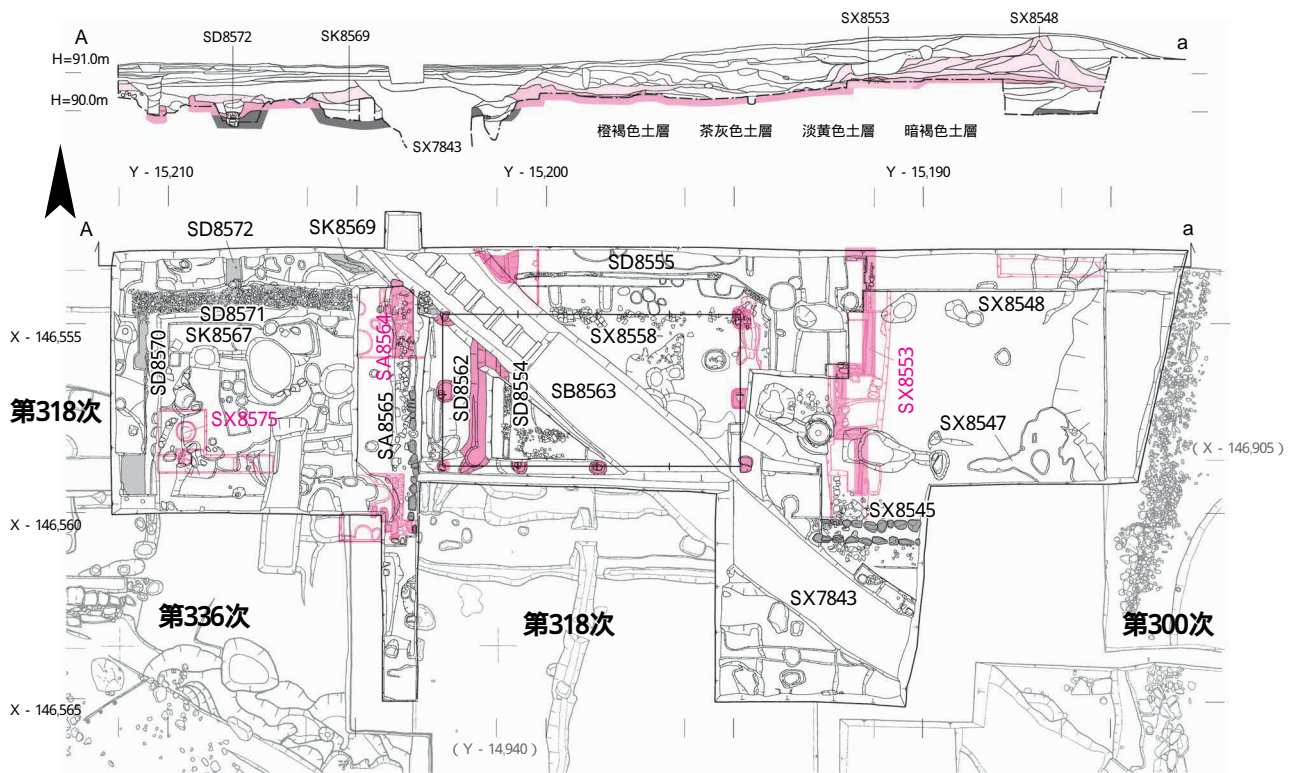 A
SD8572
SK8569
SX8553
SX8548
a
H=91.0m
H=90.0m
SX7843
橙褐色土層
茶灰色土層
淡黄色土層
暗褐色土層
Y - 15,210
Y - 15,200
Y - 15,190
A
SD8572
SK8569
a
SD8555
SD8571
SK8567
SX8558
SX8548
X - 146,555
SD8570
SA8564
SD8562
SD8554
SB8563
SX8553
第318次
SX8575
SA8565
SX8547
( X - 146,905 )
X - 146,560
SX8545
第336次
第318次
SX7843
第300次
X - 146,565
( Y - 14,940 )